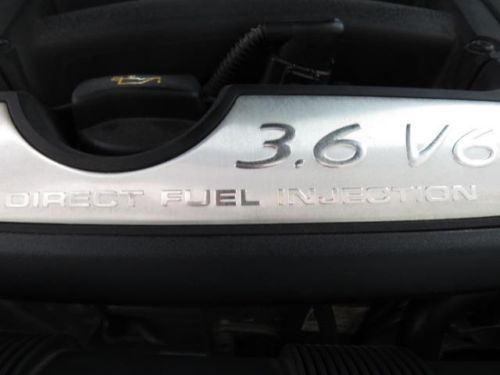 3.6 V6
DIRECT FUEL INJECTION